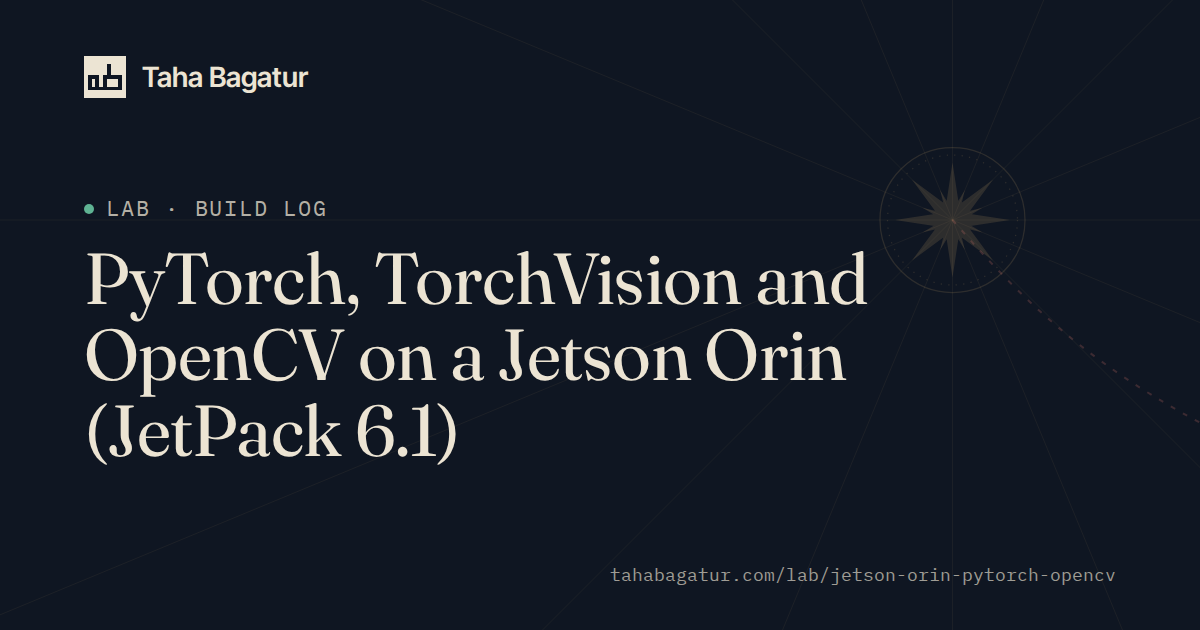 Taha Bagatur
LAB · BUILD LOG
PyTorch, TorchVision and
OpenCV on a Jetson Orin
(JetPack 6.1)
tahabagatur.com/lab/jetson-orin-pytorch-opencv